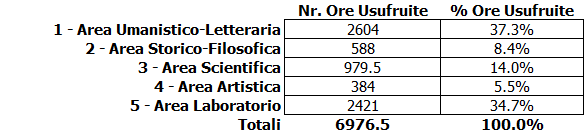 Nr. Ore Usufruite % Ore Usufruite
1 - Area Umanistico-Letteraria 2604 37.3%
2 - Area Storico-Filosofica 588 8.4%
3 - Area Scientifica 979.5 14.0%
4 - Area Artistica 384 5.5%
5 - Area Laboratorio 2421 34.7%
Totali 6976.5 100.0%